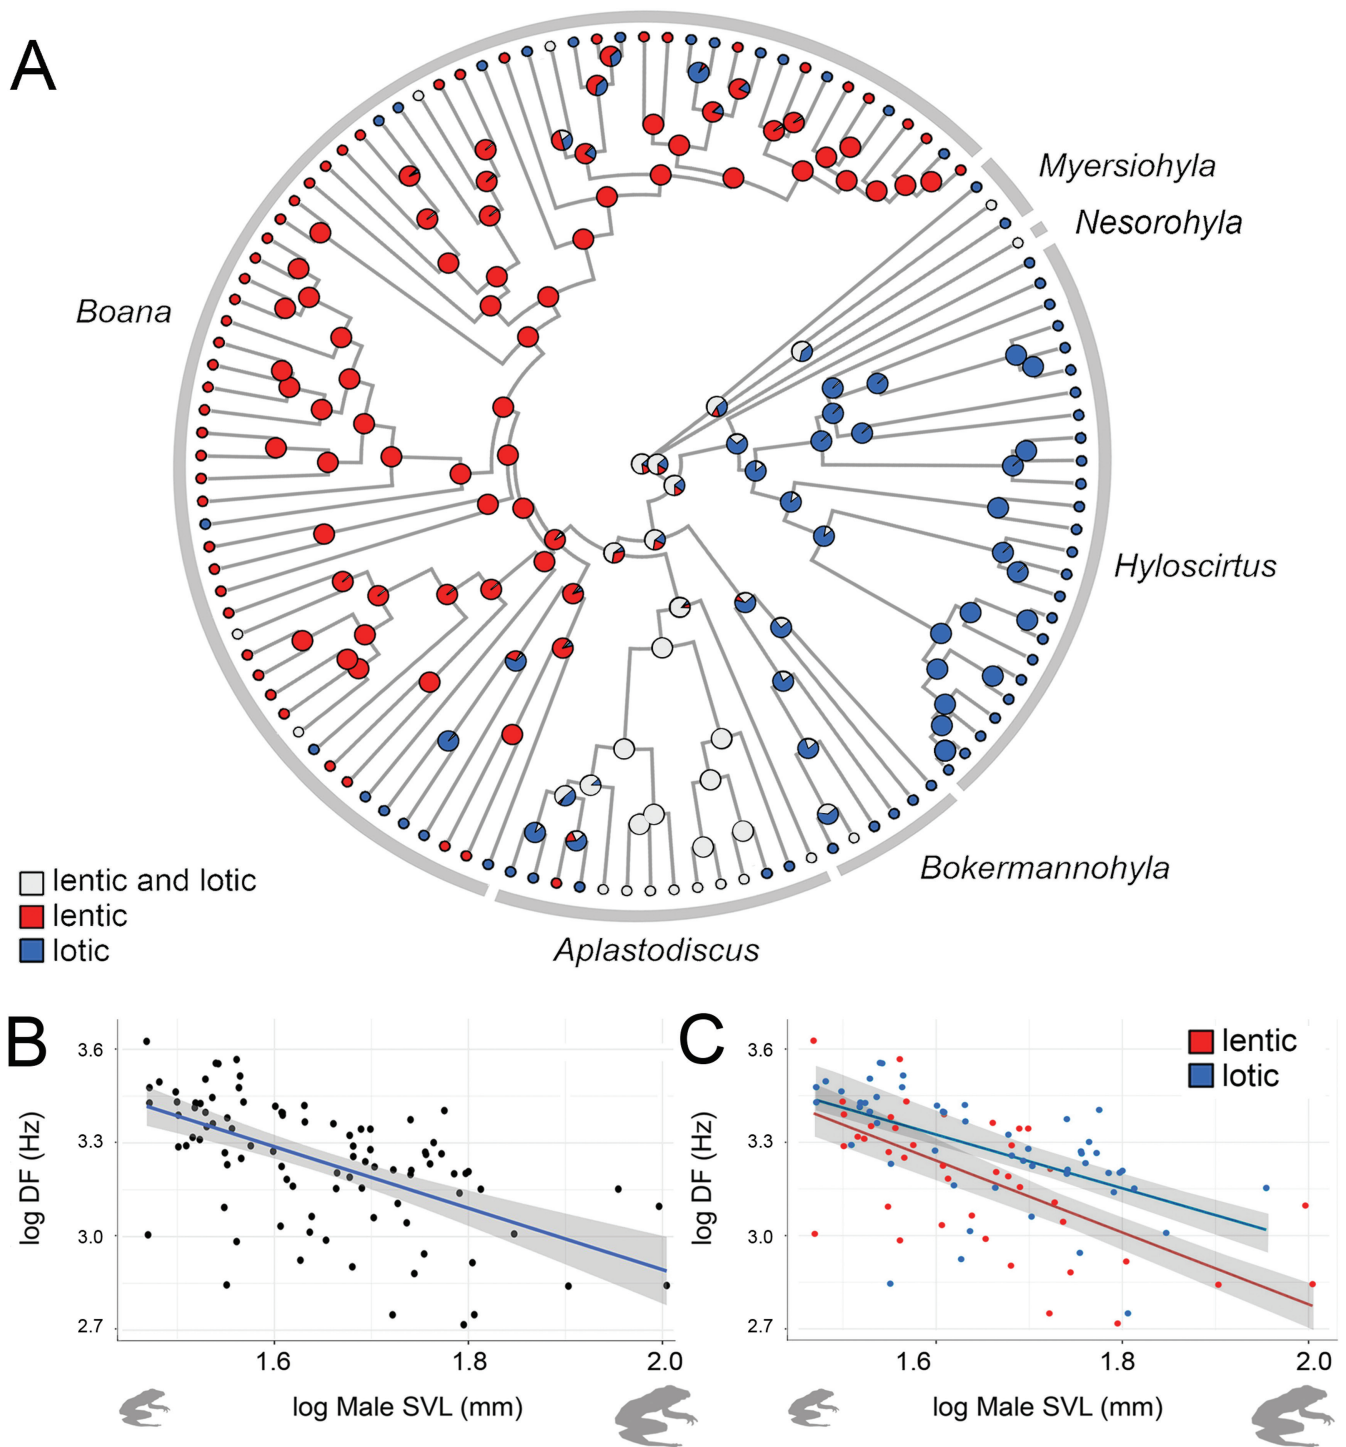 A
Myersiohyla
Nesorohyla
Boana
Hyloscirtus
Bokermannohyla
Aplastodiscus
lentic and lotic
lentic
lotic
B
3.6
3.3
3.0
2.7
log DF (Hz)
1.6 1.8 2.0
log Male SVL (mm)
C
lentic
lotic
3.6
3.3
3.0
2.7
log DF (Hz)
1.6 1.8 2.0
log Male SVL (mm)